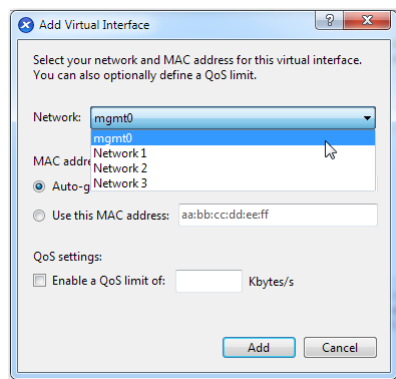 Add Virtual Interface
Select your network and MAC address for this virtual interface.
You can also optionally define a QoS limit.
Network: mgmt0
mgmt0
Network 1
MAC addre
Network 2
Auto-g
Network 3
Use this MAC address: aa:bb:cc:dd:ee:ff
QoS settings:
Enable a QoS limit of: Kbytes/s
Add Cancel